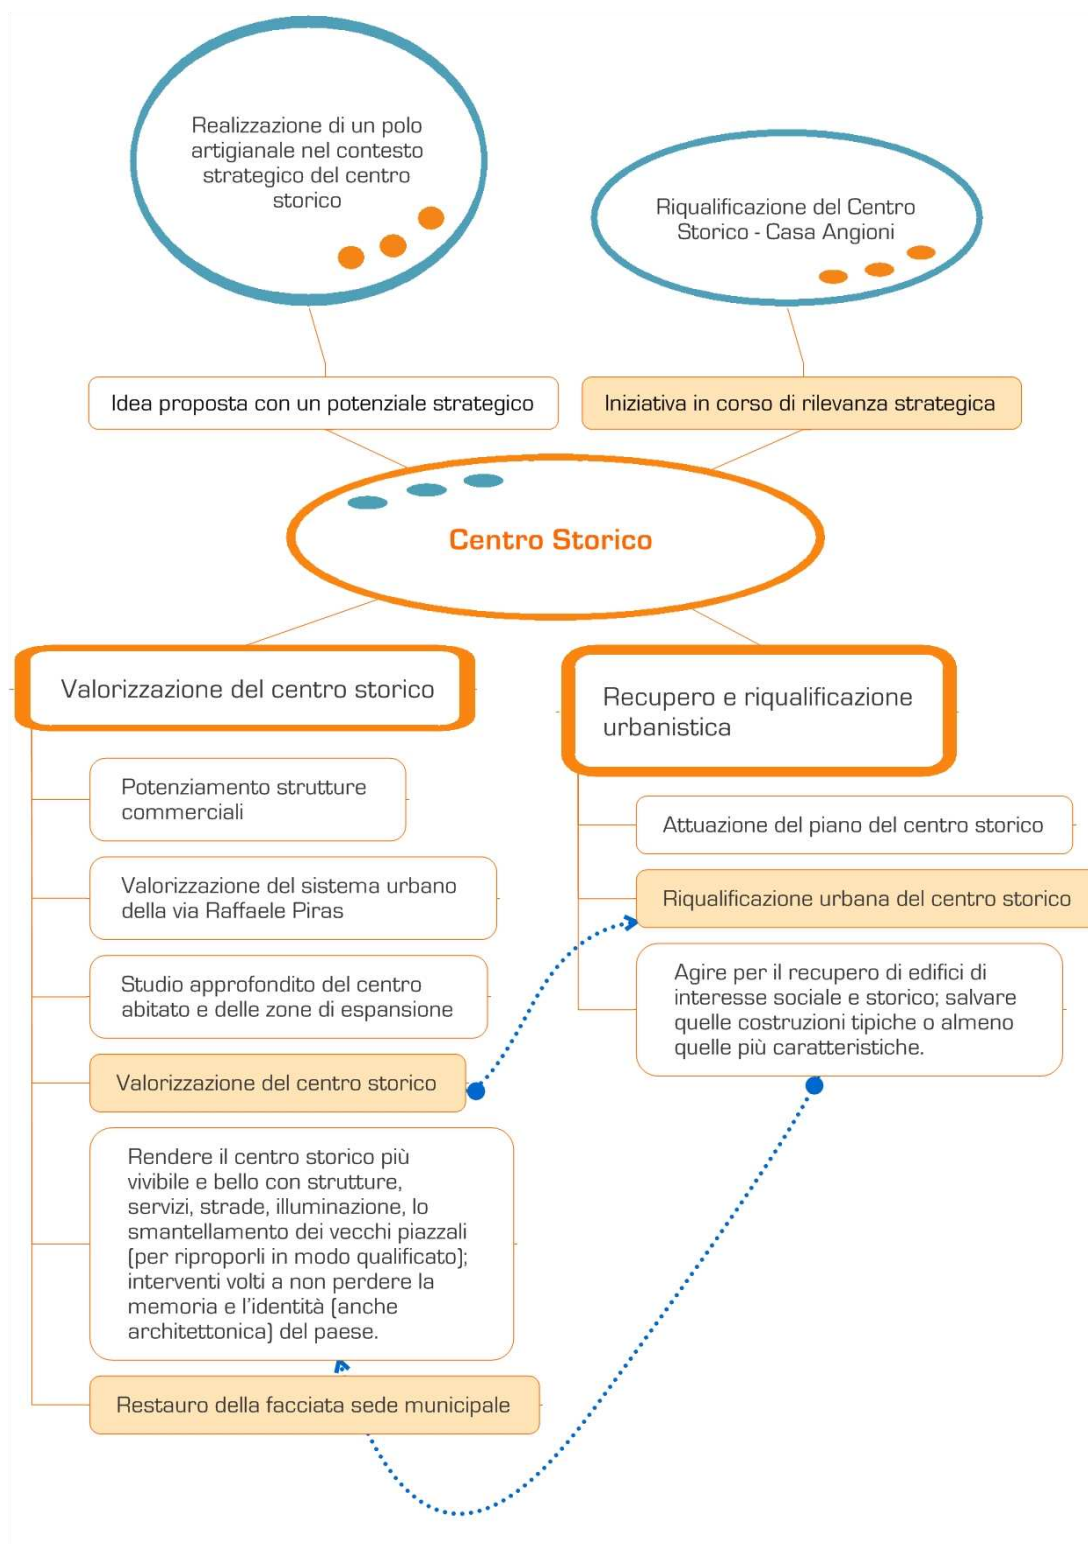 Realizzazione di un polo
artigianale nel contesto
strategico del centro
storico
Riqualificazione del Centro
Storico - Casa Angioni
Idea proposta con un potenziale strategico
Iniziativa in corso di rilevanza strategica
Centro Storico
Valorizzazione del centro storico
Potenziamento strutture
commerciali
Valorizzazione del sistema urbano
della via Raffaele Piras
Studio approfondito del centro
abitato e delle zone di espansione
Valorizzazione del centro storico
Rendere il centro storico più
vivibile e bello con strutture,
servizi, strade, illuminazione, lo
smantellamento dei vecchi piazzali
(per riproporli in modo qualificato);
interventi volti a non perdere la
memoria e l'identità (anche
architettonica) del paese.
Restauro della facciata sede municipale
Recupero e riqualificazione
urbanistica
Attuazione del piano del centro storico
Riqualificazione urbana del centro storico
Agire per il recupero di edifici di
interesse sociale e storico; salvare
quelle costruzioni tipiche o almeno
quelle più caratteristiche.